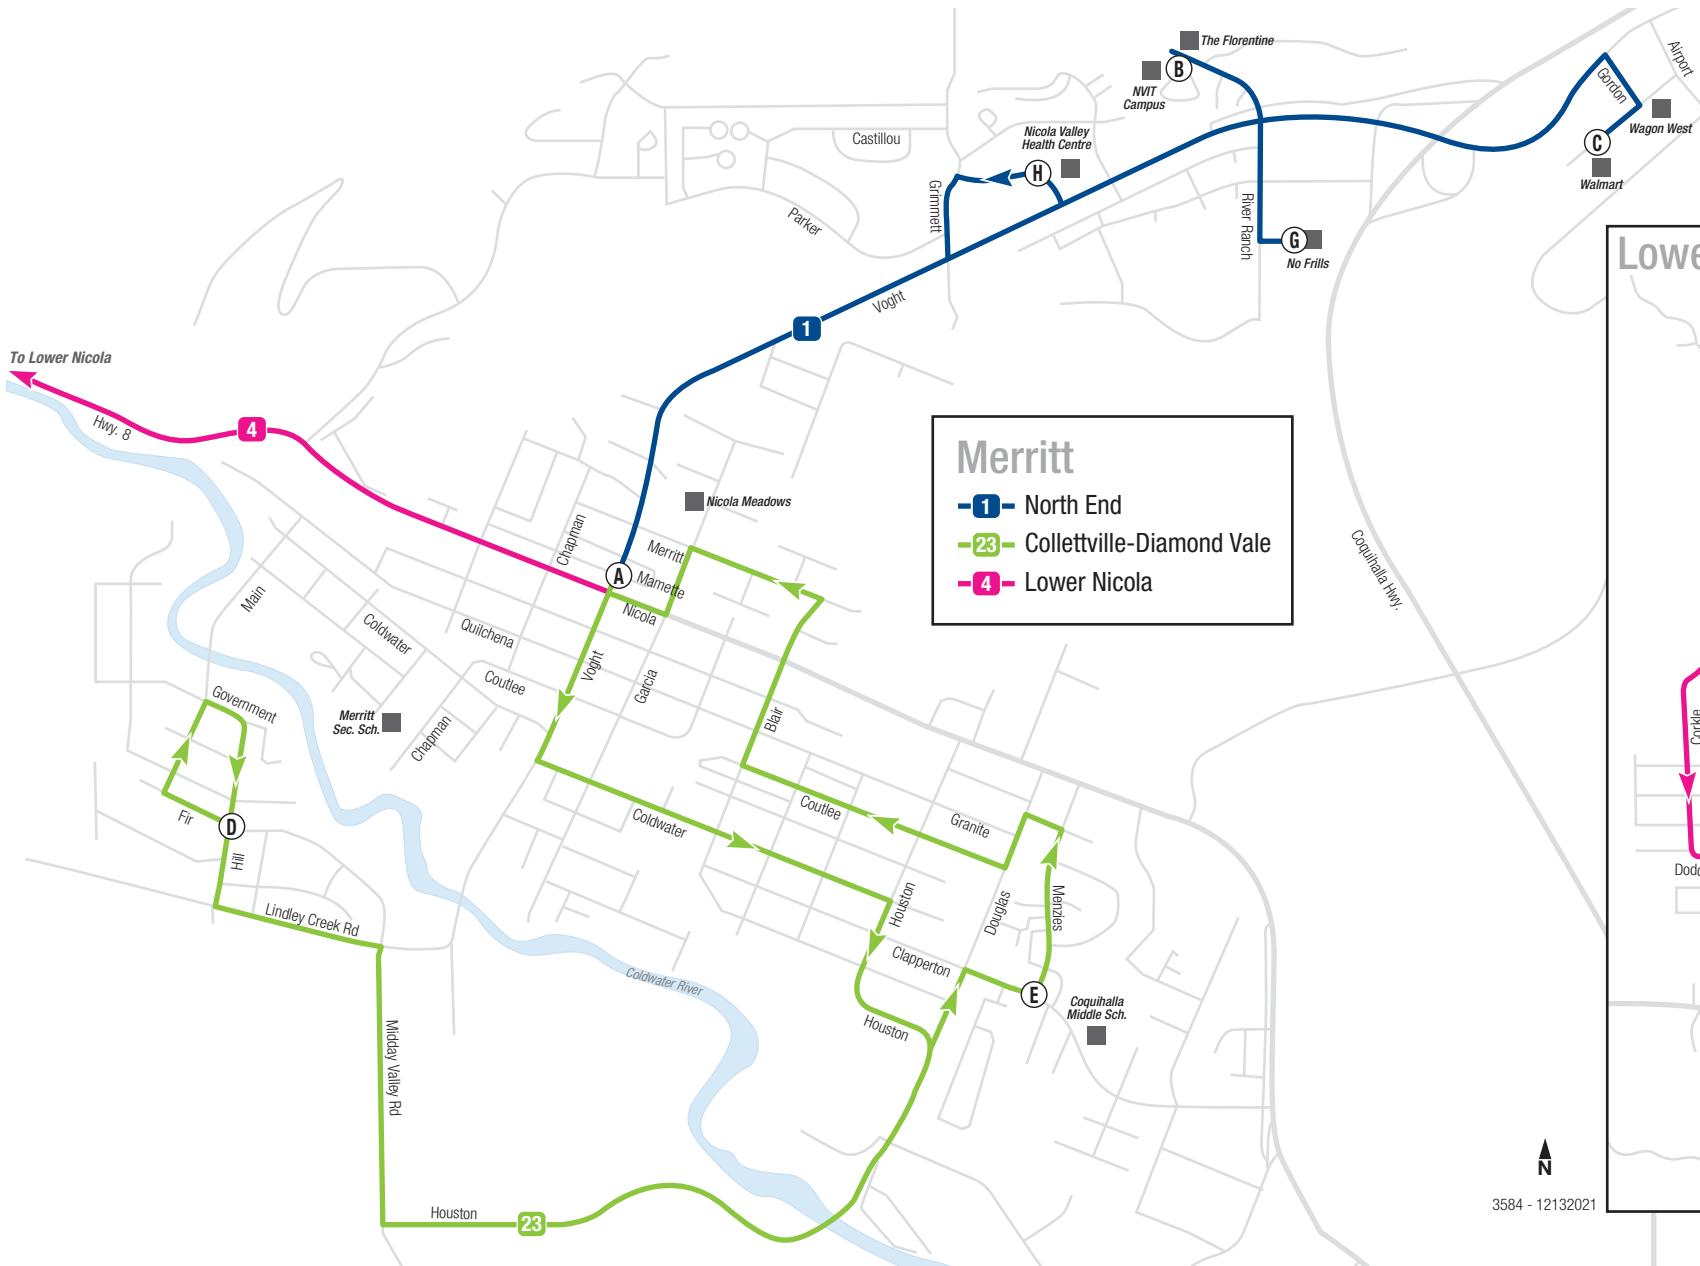 The Florentine
B
NVIT
Campus
Airport
Gordon
Wagon West
C
Walmart
Castillou
Nicola Valley
Health Centre
H
Grimmett
Parker
River Ranch
G
No Frills
Voght
1
To Lower Nicola
Hwy. 8
4
Merritt
1 North End
23 Collettville-Diamond Vale
4 Lower Nicola
Nicola Meadows
Chapman
Merritt
A
Mamette
Nicola
Coquihalla Hwy.
Main
Coldwater
Quilchena
Coutlee
Voght
Garcia
Blair
Government
Merritt
Sec. Sch.
Chapman
Fir
D
Hill
Coldwater
Coutlee
Granite
Lindley Creek Rd
Houston
Douglas
Menzies
Clapperton
Coldwater River
E
Coquihalla
Middle Sch.
Houston
Midday Valley Rd
Houston
23
N
3584 - 12132021